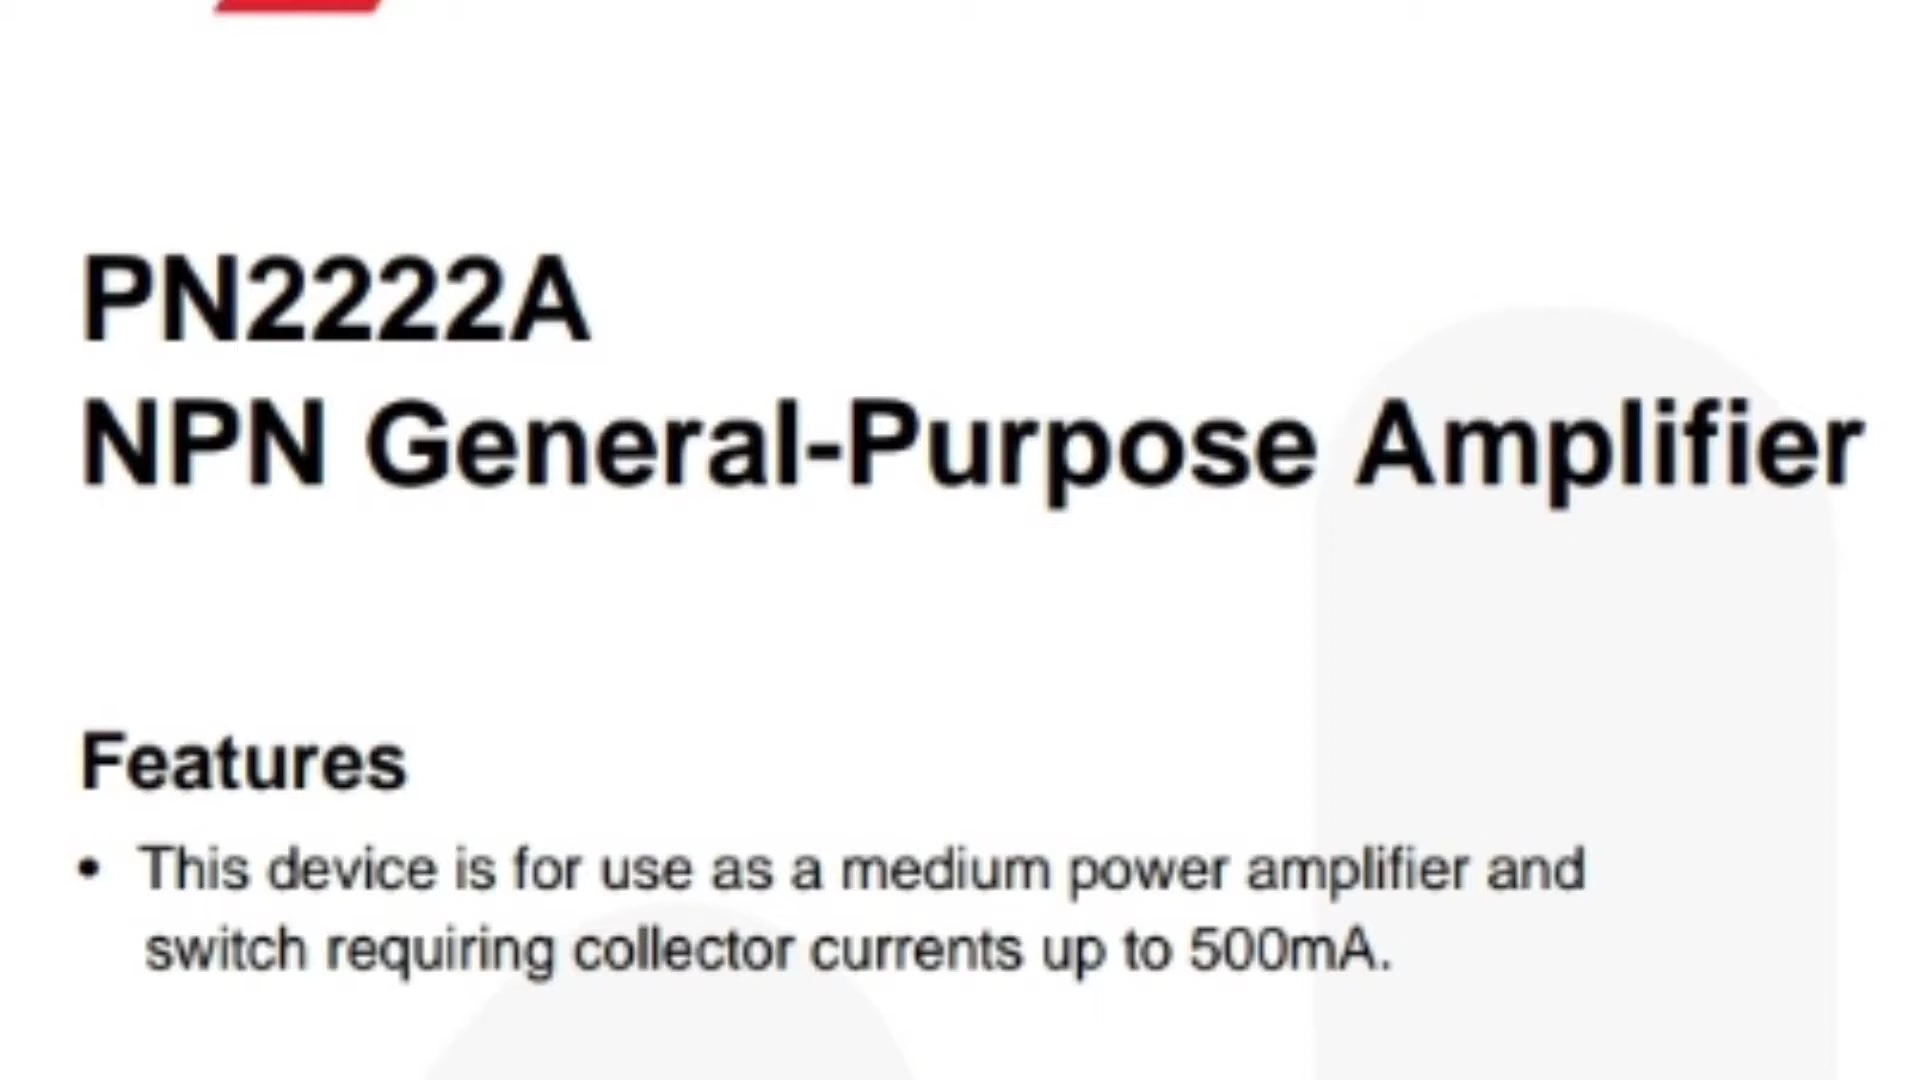 PN2222A
NPN General-Purpose Amplifier
Features
• This device is for use as a medium power amplifier and
switch requiring collector currents up to 500mA.